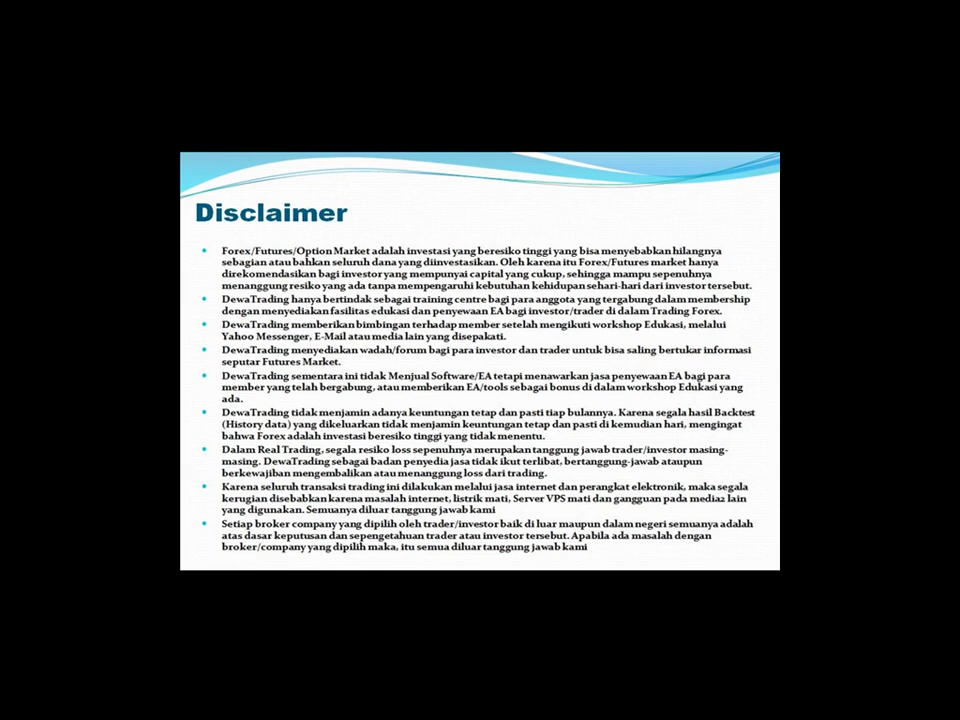 Disclaimer
Forex/Futures/Option Market adalah investasi yang beresiko tinggi yang bisa menyebabkan hilangnya
sebagian atau bahkan seluruh dana yang diinvestasikan. Oleh karena itu Forex/Futures market hanya
direkomendasikan bagi investor yang mempunyai capital yang cukup, sehingga mampu sepenuhnya
menanggung resiko yang ada tanpa mempengaruhi kebutuhan kehidupan sehari-hari dari investor tersebut.
DewaTrading hanya bertindak sebagai training centre bagi para anggota yang tergabung dalam membership
dengan menyediakan fasilitas edukasi dan penyewaan EA bagi investor/trader di dalam Trading Forex.
DewaTrading memberikan bimbingan terhadap member setelah mengikuti workshop Edukasi, melalui
Yahoo Messenger, E-Mail atau media lain yang disepakati.
DewaTrading menyediakan wadah/forum bagi para investor dan trader untuk bisa saling bertukar informasi
seputar Futures Market.
DewaTrading sementara ini tidak Menjual Software/EA tetapi menawarkan jasa penyewaan EA bagi para
member yang telah bergabung, atau memberikan EA/tools sebagai bonus di dalam workshop Edukasi yang
ada.
DewaTrading tidak menjamin adanya keuntungan tetap dan pasti tiap bulannya. Karena segala hasil Backtest
(History data) yang dikeluarkan tidak menjamin keuntungan tetap dan pasti di kemudian hari, mengingat
bahwa Forex adalah investasi beresiko tinggi yang tidak menentu.
Dalam Real Trading, segala resiko loss sepenuhnya merupakan tanggung jawab trader/investor masing-
masing. DewaTrading sebagai badan penyedia jasa tidak ikut terlibat, bertanggung-jawab ataupun
berkewajiban mengembalikan atau menanggung loss dari trading.
Karena seluruh transaksi trading ini dilakukan melalui jasa internet dan perangkat elektronik, maka segala
kerugian disebabkan karena masalah internet, listrik mati, Server VPS mati dan gangguan pada media2 lain
yang digunakan. Semuanya diluar tanggung jawab kami
Setiap broker company yang dipilih oleh trader/investor baik di luar maupun dalam negeri semuanya adalah
atas dasar keputusan dan sepengetahuan trader atau investor tersebut. Apabila ada masalah dengan
broker/company yang dipilih maka, itu semua diluar tanggung jawab kami